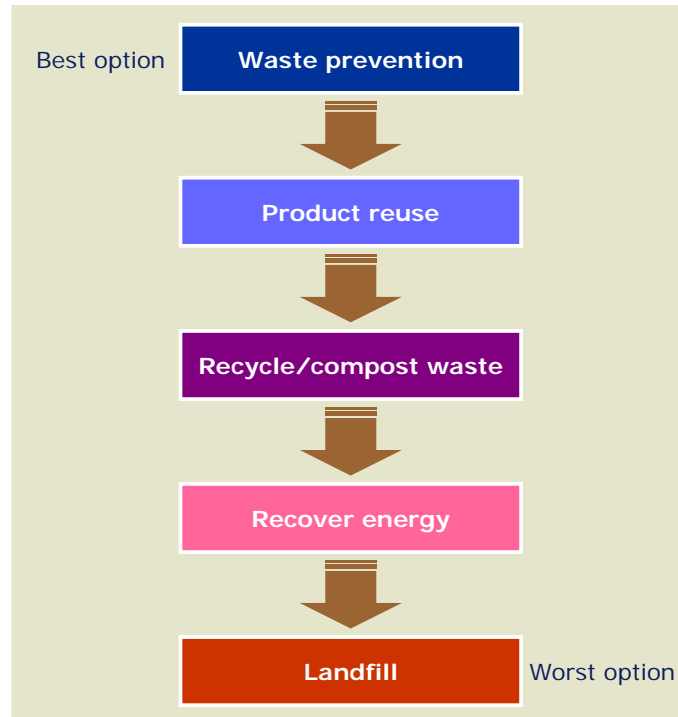 Best option
Waste prevention
Product reuse
Recycle/compost waste
Recover energy
Landfill
Worst option